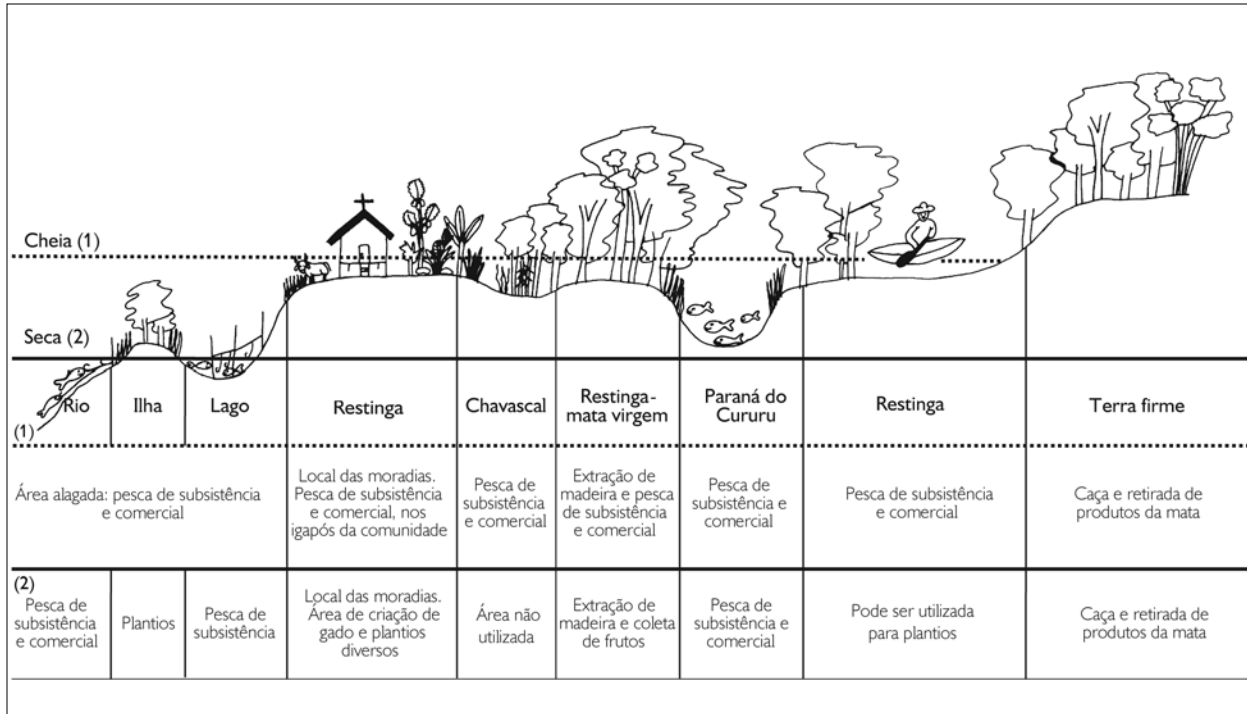 Cheia (1)
Seca (2)
Rio
Ilha
Lago
Restinga
Chavascal
Restinga-
mata virgem
Paraná do
Cururu
Restinga
Terra firme
(1)
Área alagada: pesca de subsistência
e comercial
Local das moradias.
Pesca de subsistência
e comercial, nos
igapós da comunidade
Pesca de
subsistência
e comercial
Extração de
madeira e pesca
de subsistência
e comercial
Pesca de
subsistência e
comercial
Pesca de subsistência
e comercial
Caça e retirada de
produtos da mata
(2)
Pesca de
subsistência
e comercial
Plantios
Pesca de
subsistência
Local das moradias.
Área de criação de
gado e plantios
diversos
Área não
utilizada
Extração de
madeira e coleta
de frutos
Pesca de
subsistência e
comercial
Pode ser utilizada
para plantios
Caça e retirada de
produtos da mata